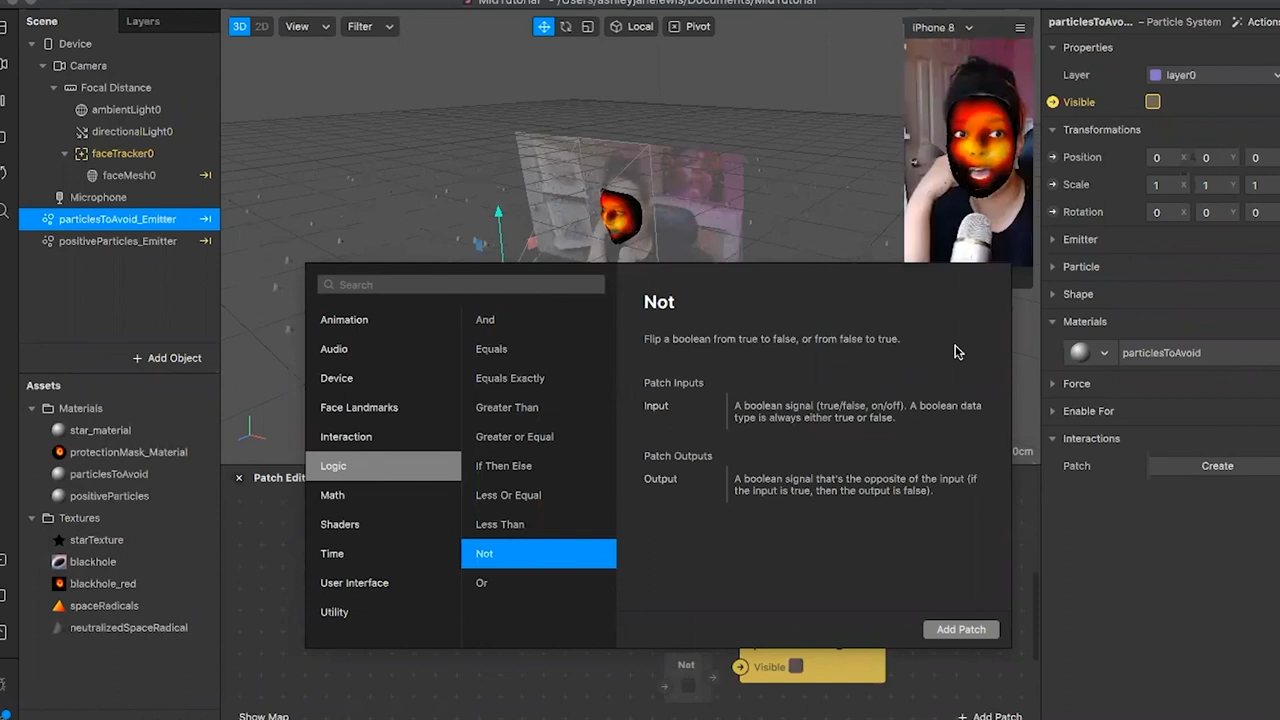 MidTutorial - /Users/ashleyjanelewis/Documents/MidTutorial
Scene
Layers
Device
Camera
Focal Distance
ambientLight0
directionalLight0
faceTracker0
faceMesh0
Microphone
particlesToAvoid_Emitter
positiveParticles_Emitter
Add Object
Assets
Materials
star_material
protectionMask_Material
particlesToAvoid
positiveParticles
Textures
starTexture
blackhole
blackhole_red
spaceRadicals
neutralizedSpaceRadical
3D
2D
View
Filter
Local
Pivot
iPhone 8
0cm
Patch Edit
Search
Animation
Audio
Device
Face Landmarks
Interaction
Logic
Math
Shaders
Time
User Interface
Utility
And
Equals
Equals Exactly
Greater Than
Greater or Equal
If Then Else
Less Or Equal
Less Than
Not
Or
Not
Flip a boolean from true to false, or from false to true.
Patch Inputs
Input
A boolean signal (true/false, on/off). A boolean data
type is always either true or false.
Patch Outputs
Output
A boolean signal that's the opposite of the input (if
the input is true, then the output is false).
Add Patch
Not
Visible
Show Map
Add Patch
particlesToAvo... – Particle System
Actions
Properties
Layer
layer0
Visible
Transformations
Position 0 X 0 Y 0
Scale 1 X 1 Y 1
Rotation 0 X 0 Y 0
Emitter
Particle
Shape
Materials
particlesToAvoid
Force
Enable For
Interactions
Patch
Create